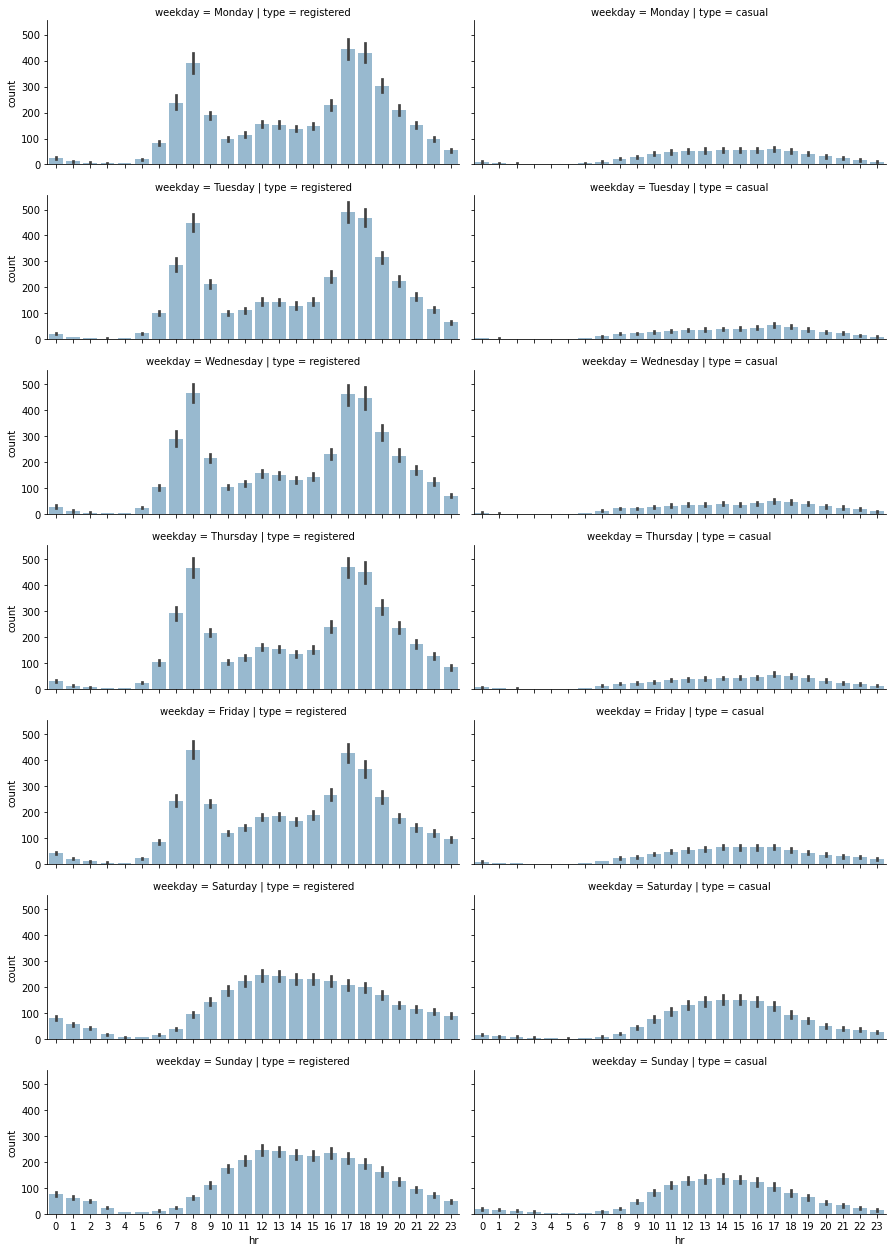 weekday = Monday | type = registered
weekday = Monday | type = casual
500
400
300
200
100
0
count
weekday = Tuesday | type = registered
weekday = Tuesday | type = casual
500
400
300
200
100
0
count
weekday = Wednesday | type = registered
weekday = Wednesday | type = casual
500
400
300
200
100
0
count
weekday = Thursday | type = registered
weekday = Thursday | type = casual
500
400
300
200
100
0
count
weekday = Friday | type = registered
weekday = Friday | type = casual
500
400
300
200
100
0
count
weekday = Saturday | type = registered
weekday = Saturday | type = casual
500
400
300
200
100
0
count
weekday = Sunday | type = registered
weekday = Sunday | type = casual
500
400
300
200
100
0
count
0 1 2 3 4 5 6 7 8 9 10 11 12 13 14 15 16 17 18 19 20 21 22 23
hr
0 1 2 3 4 5 6 7 8 9 10 11 12 13 14 15 16 17 18 19 20 21 22 23
hr